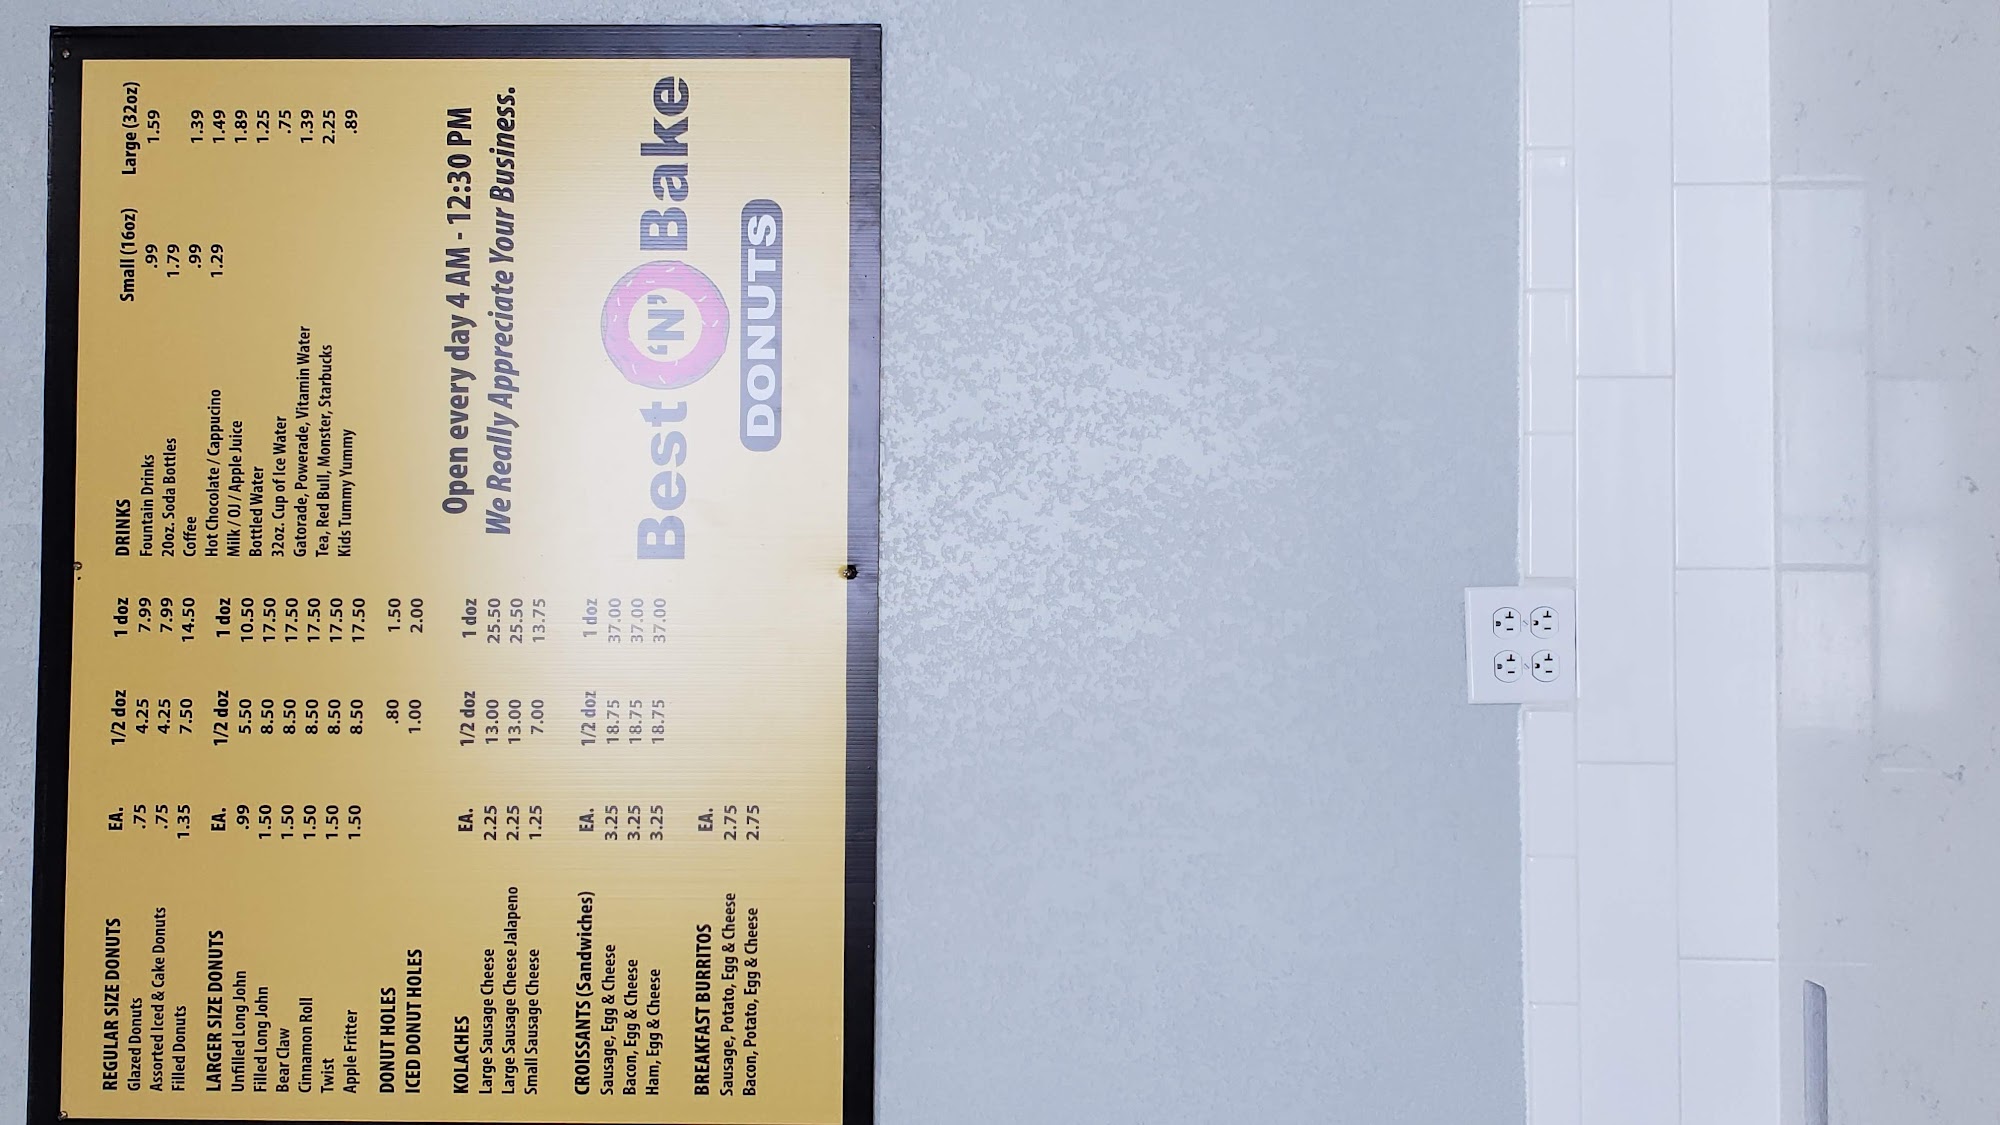 REGULAR SIZE DONUTS EA. 1/2 doz 1 doz
Glazed Donuts .75 4.25 7.99
Assorted Iced & Cake Donuts .75 4.25 7.99
Filled Donuts 1.35 7.50 14.50
LARGER SIZE DONUTS EA. 1/2 doz 1 doz
Unfilled Long John .99 5.50 10.50
Filled Long John 1.50 8.50 17.50
Bear Claw 1.50 8.50 17.50
Cinnamon Roll 1.50 8.50 17.50
Twist 1.50 8.50 17.50
Apple Fritter 1.50 8.50 17.50
DONUT HOLES .80 1.50
ICED DONUT HOLES 1.00 2.00
KOLACHES EA. 1/2 doz 1 doz
Large Sausage Cheese 2.25 13.00 25.50
Large Sausage Cheese Jalapeno 2.25 13.00 25.50
Small Sausage Cheese 1.25 7.00 13.75
CROISSANTS (Sandwiches) EA. 1/2 doz 1 doz
Sausage, Egg & Cheese 3.25 18.75 37.00
Bacon, Egg & Cheese 3.25 18.75 37.00
Ham, Egg & Cheese 3.25 18.75 37.00
BREAKFAST BURRITOS EA.
Sausage, Potato, Egg & Cheese 2.75
Bacon, Potato, Egg & Cheese 2.75
DRINKS Small (16oz) Large (32oz)
Fountain Drinks .99 1.59
20oz. Soda Bottles 1.79
Coffee .99 1.39
Hot Chocolate / Cappucino 1.29 1.49
Milk / OJ / Apple Juice 1.89
Bottled Water 1.25
32oz. Cup of Ice Water .75
Gatorade, Powerade, Vitamin Water 1.39
Tea, Red Bull, Monster, Starbucks 2.25
Kids Tummy Yummy .89
Open every day 4 AM - 12:30 PM
We Really Appreciate Your Business.
Best 'N' Bake
DONUTS